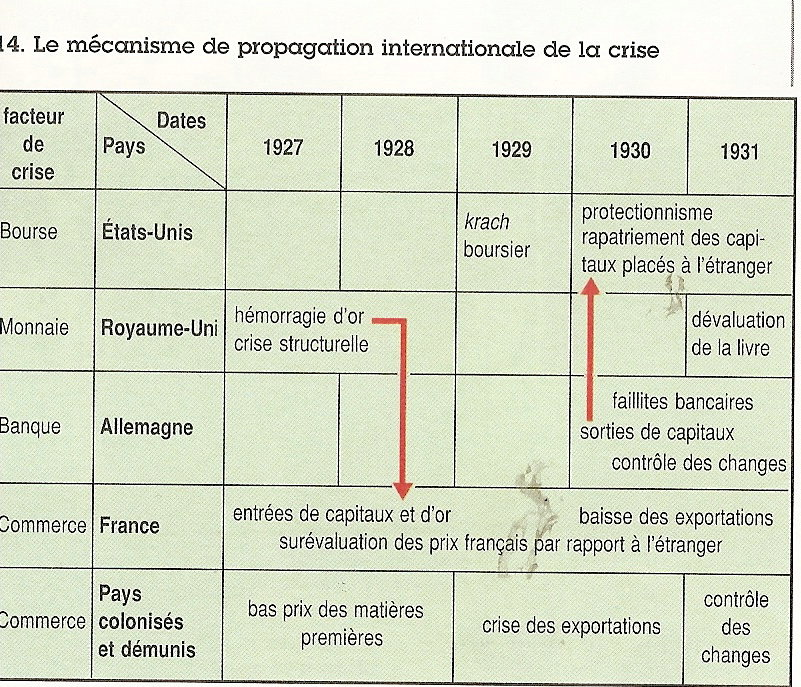 14. Le mécanisme de propagation internationale de la crise
facteur de crise
Dates
Pays
1927
1928
1929
1930
1931
Bourse
États-Unis
krach
boursier
protectionnisme
rapatriement des capi-
taux placés à l'étranger
Monnaie
Royaume-Uni
hémorragie d'or
crise structurelle
dévaluation
de la livre
Banque
Allemagne
faillites bancaires
sorties de capitaux
contrôle des changes
Commerce
France
entrées de capitaux et d'or
baisse des exportations
surévaluation des prix français par rapport à l'étranger
Commerce
Pays
colonisés
et démunis
bas prix des matières
premières
crise des exportations
contrôle
des
changes